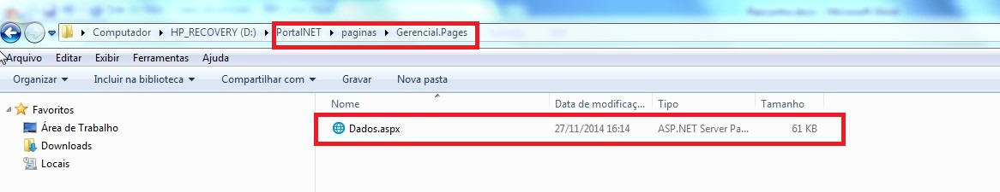 Computador HP_RECOVERY (D:) PortalNET paginas Gerencial.Pages
Arquivo Editar Exibir Ferramentas Ajuda
Organizar Incluir na biblioteca Compartilhar com Gravar Nova pasta
Favoritos
Área de Trabalho
Downloads
Locais
Nome Data de modificaç... Tipo Tamanho
Dados.aspx 27/11/2014 16:14 ASP.NET Server Pa... 61 KB